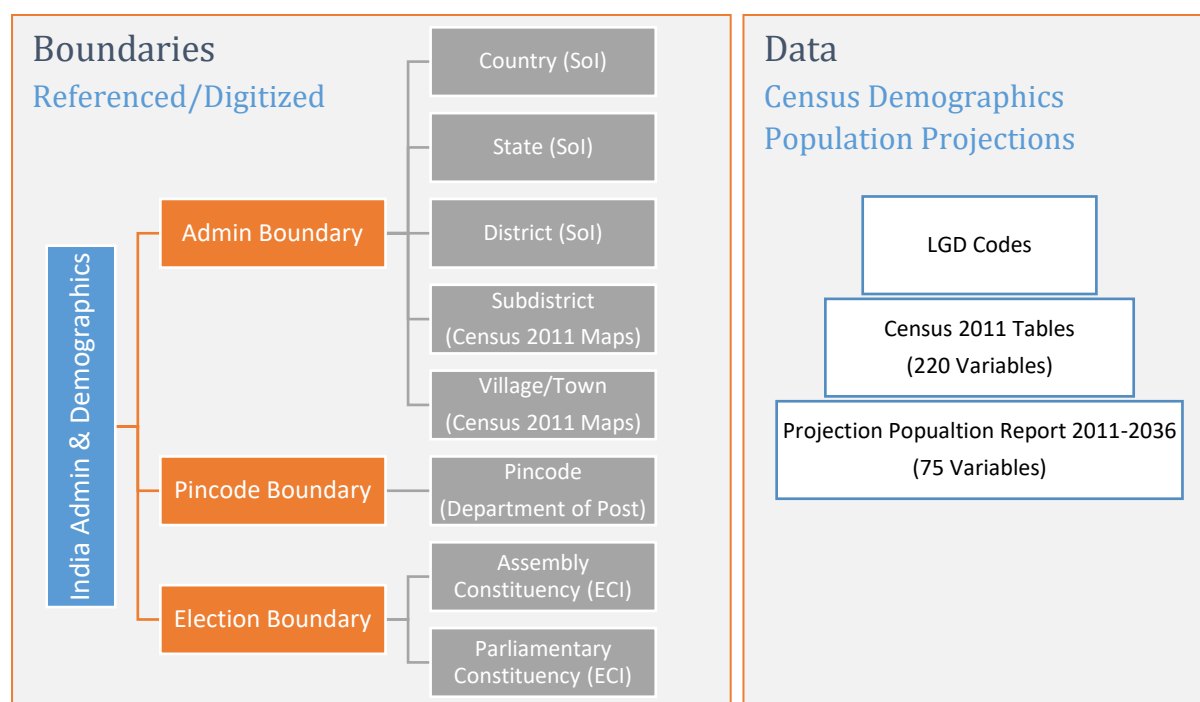 Boundaries
Referenced/Digitized
India Admin & Demographics
Admin Boundary
Country (SoI)
State (SoI)
District (SoI)
Subdistrict
(Census 2011 Maps)
Village/Town
(Census 2011 Maps)
Pincode Boundary
Pincode
(Department of Post)
Election Boundary
Assembly
Constituency (ECI)
Parliamentary
Constituency (ECI)
Data
Census Demographics
Population Projections
LGD Codes
Census 2011 Tables
(220 Variables)
Projection Popualtion Report 2011-2036
(75 Variables)